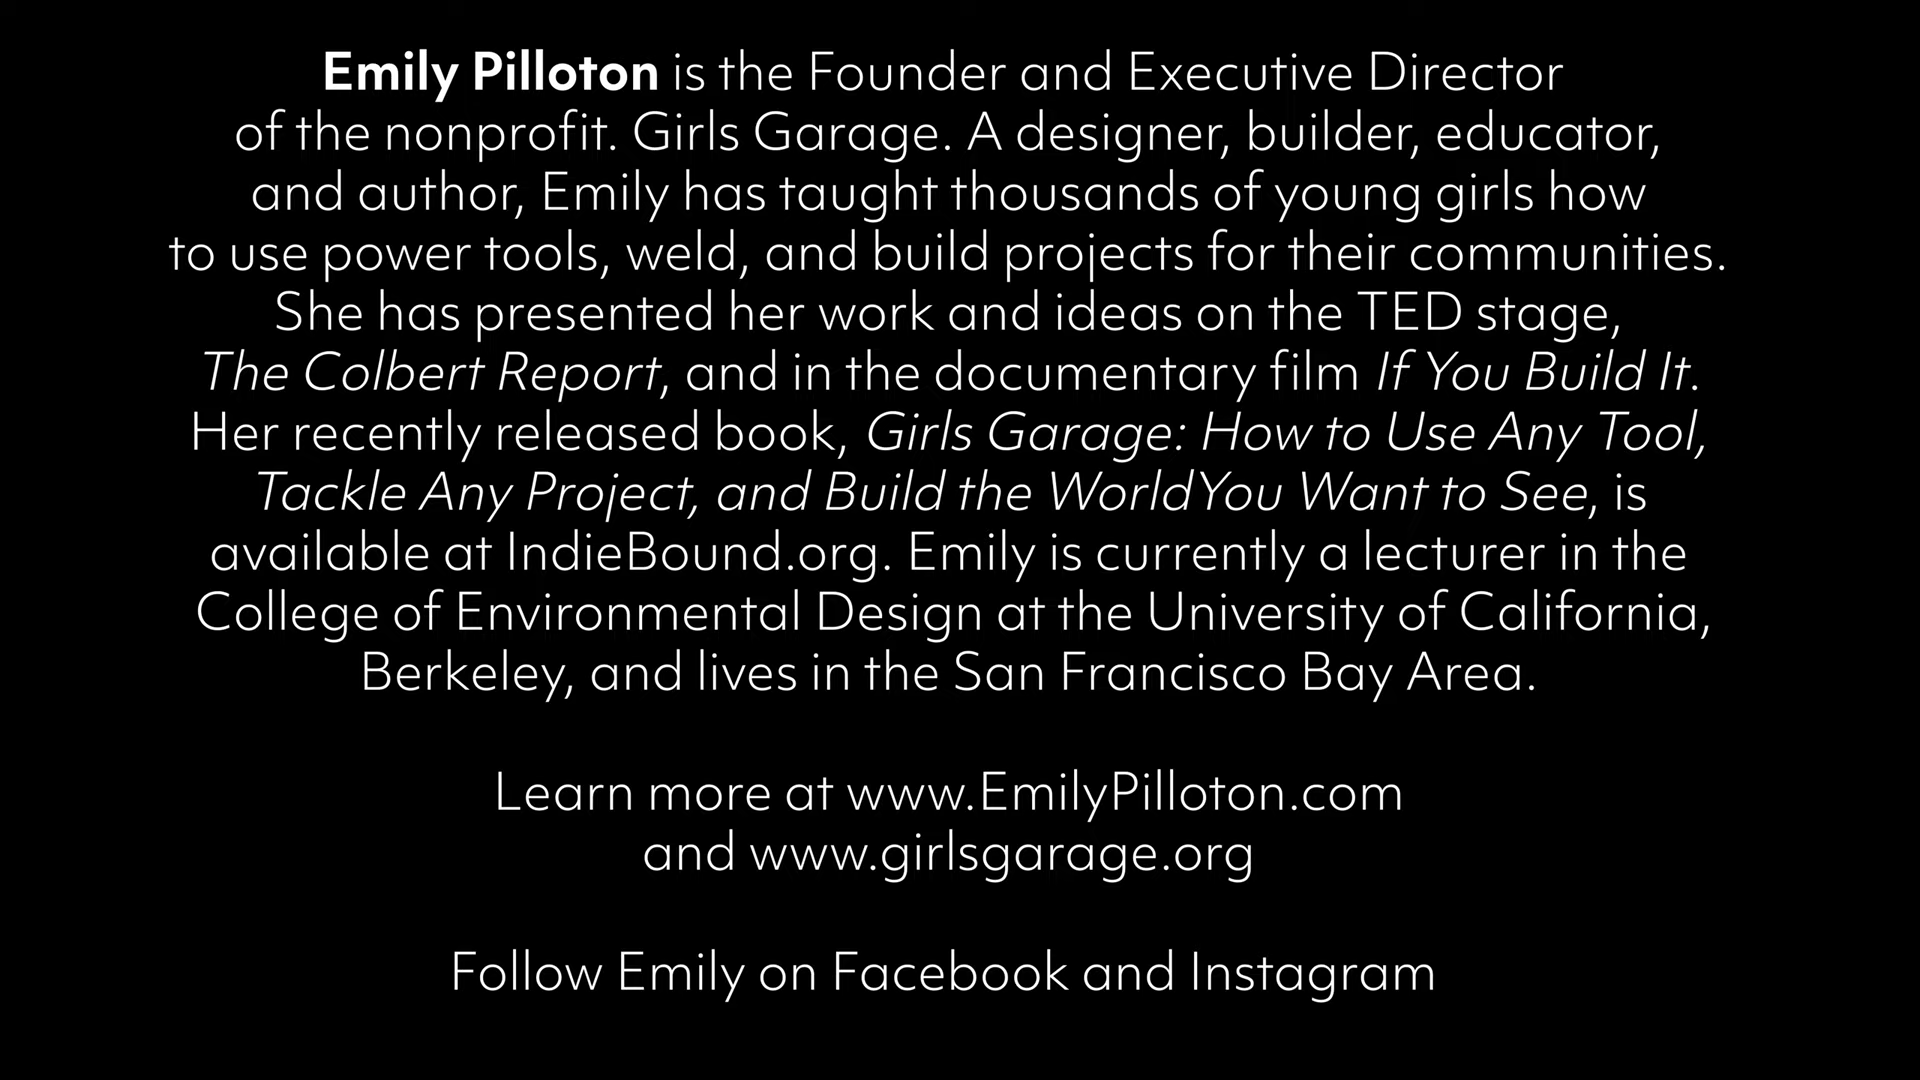 Emily Pilloton is the Founder and Executive Director
of the nonprofit. Girls Garage. A designer, builder, educator,
and author, Emily has taught thousands of young girls how
to use power tools, weld, and build projects for their communities.
She has presented her work and ideas on the TED stage,
The Colbert Report, and in the documentary film If You Build It.
Her recently released book, Girls Garage: How to Use Any Tool,
Tackle Any Project, and Build the WorldYou Want to See, is
available at IndieBound.org. Emily is currently a lecturer in the
College of Environmental Design at the University of California,
Berkeley, and lives in the San Francisco Bay Area.
Learn more at www.EmilyPilloton.com
and www.girlsgarage.org
Follow Emily on Facebook and Instagram